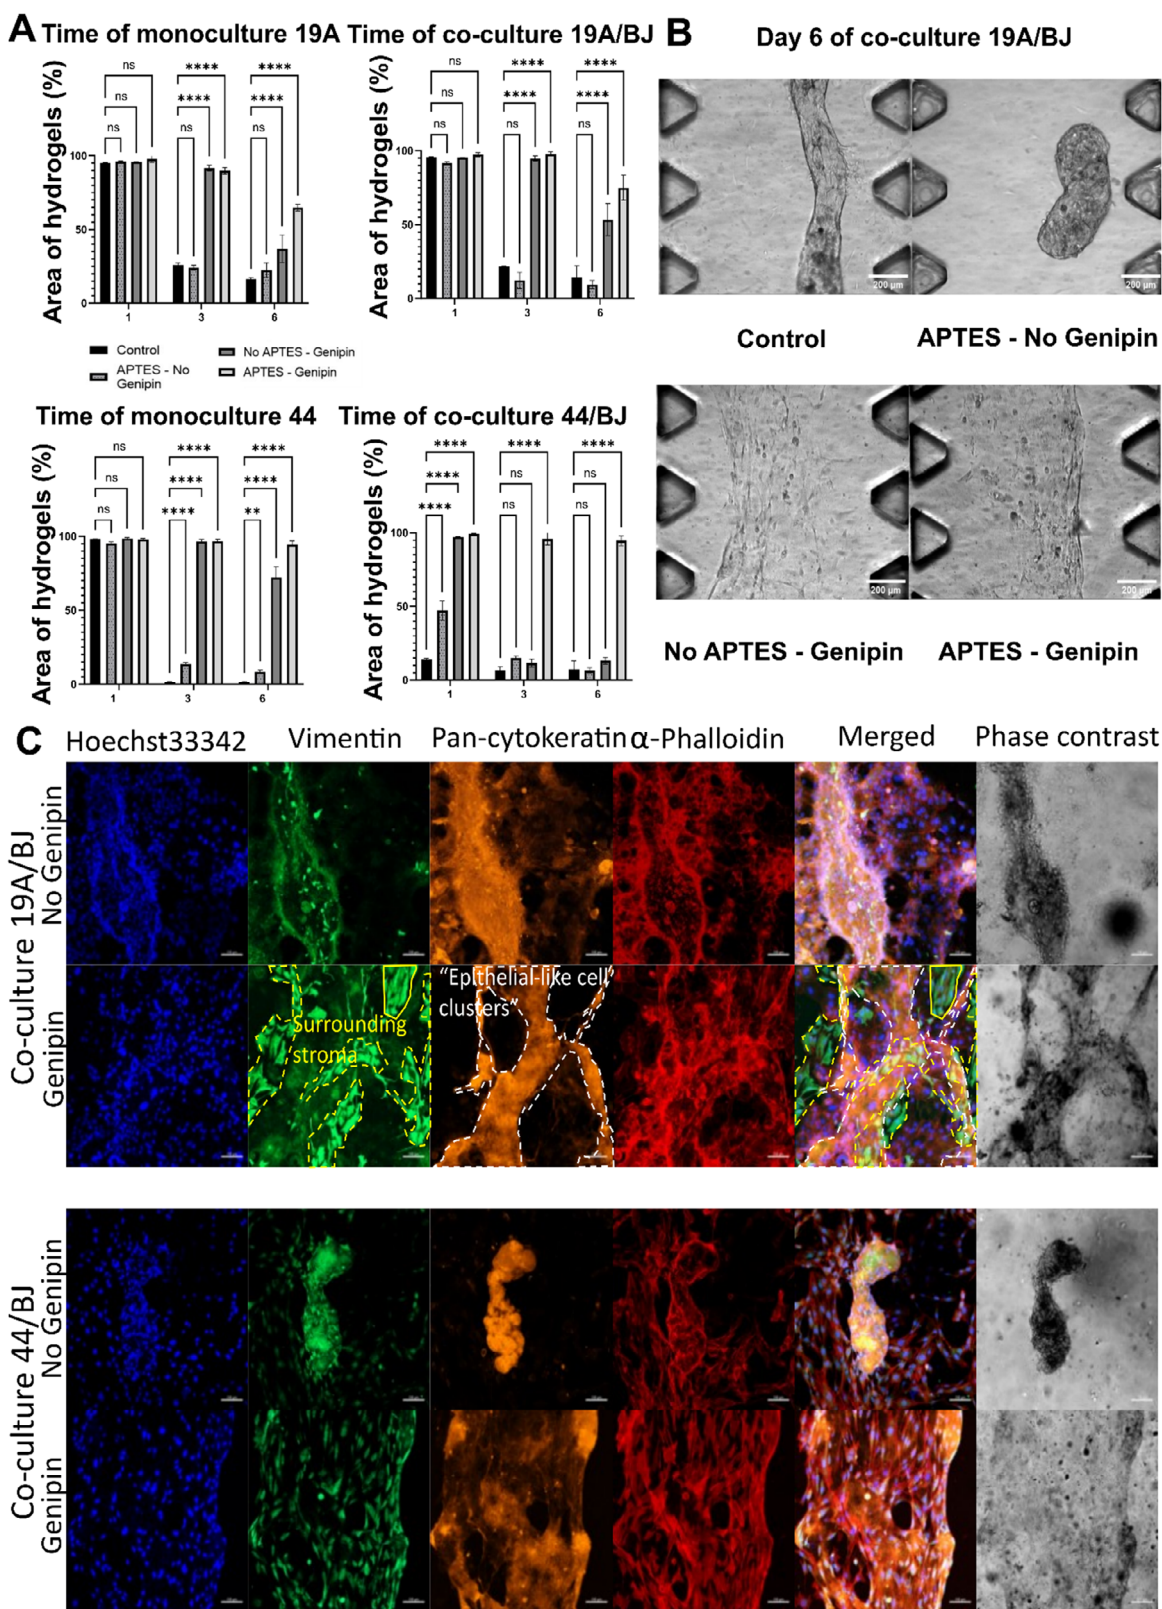 A
Time of monoculture 19A
Time of co-culture 19A/BJ
B
Day 6 of co-culture 19A/BJ
Area of hydrogels (%)
ns
ns
ns
****
****
ns
****
****
ns
100
50
0
1
3
6
Area of hydrogels (%)
ns
ns
ns
****
****
ns
****
****
ns
100
50
0
1
3
6
200 µm
200 µm
Control
APTES - No Genipin
Control
APTES - No
Genipin
No APTES - Genipin
APTES - Genipin
Time of monoculture 44
Time of co-culture 44/BJ
Area of hydrogels (%)
ns
ns
ns
****
****
****
****
****
**
100
50
0
1
3
6
Area of hydrogels (%)
****
****
****
****
ns
ns
****
ns
ns
100
50
0
1
3
6
200 µm
200 µm
No APTES - Genipin
APTES - Genipin
C
Hoechst33342
Vimentin
Pan-cytokeratin
α-Phalloidin
Merged
Phase contrast
Co-culture 19A/BJ
No Genipin
Genipin
Surrounding
stroma
"Epithelial-like cell
clusters"
Co-culture 44/BJ
No Genipin
Genipin